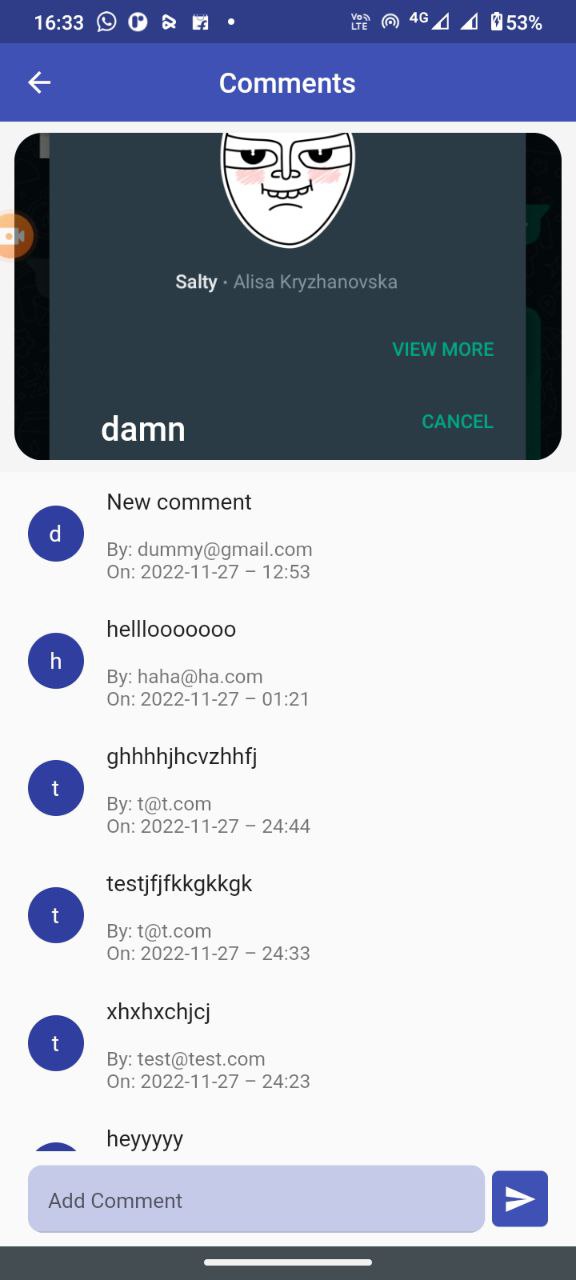 16:33 Vo LTE 4G 53%
Comments
Salty • Alisa Kryzhanovska
VIEW MORE
CANCEL
damn
d
New comment
By: dummy@gmail.com
On: 2022-11-27 – 12:53
h
helllooooooo
By: haha@ha.com
On: 2022-11-27 – 01:21
t
ghhhhjhcvzhhfj
By: t@t.com
On: 2022-11-27 – 24:44
t
testjfjfkkgkkgk
By: t@t.com
On: 2022-11-27 – 24:33
t
xhxhxchjcj
By: test@test.com
On: 2022-11-27 – 24:23
heyyyyy
Add Comment